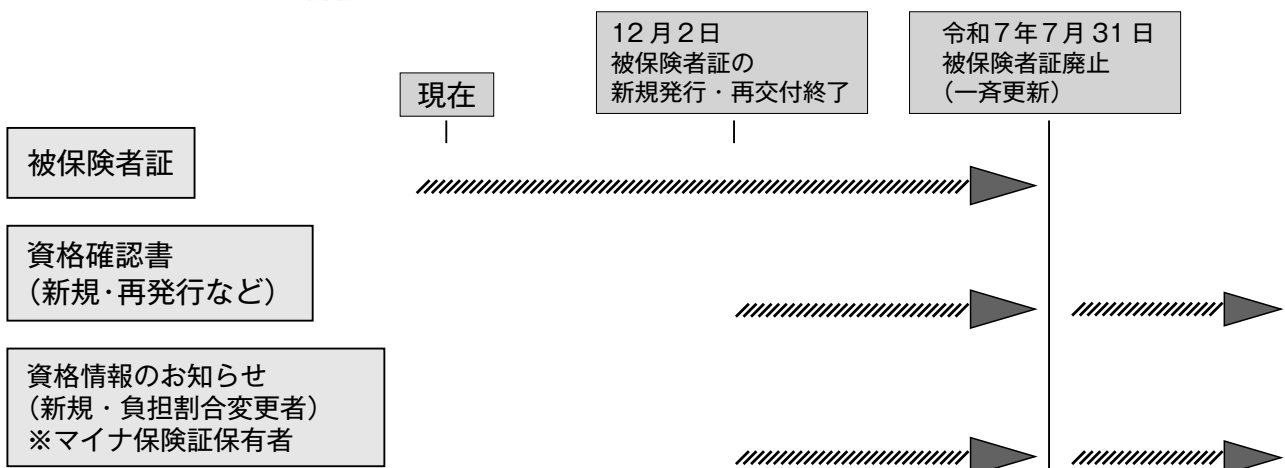 現在
12月2日
被保険者証の
新規発行・再交付終了
令和7年7月31日
被保険者証廃止
（一斉更新）
被保険者証
資格確認書
（新規・再発行など）
資格情報のお知らせ
（新規・負担割合変更者）
※マイナ保険証保有者